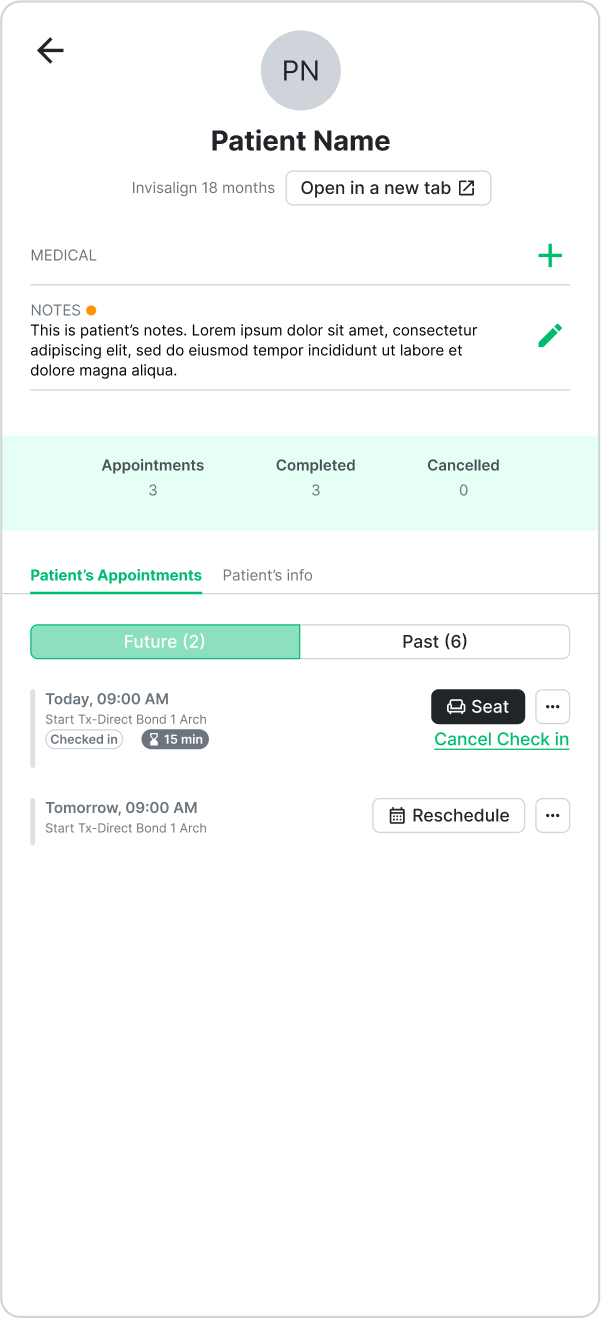 PN
Patient Name
Invisalign 18 months Open in a new tab
MEDICAL
NOTES
This is patient’s notes. Lorem ipsum dolor sit amet, consectetur
adipiscing elit, sed do eiusmod tempor incididunt ut labore et
dolore magna aliqua.
Appointments Completed Cancelled
3 3 0
Patient’s Appointments Patient’s info
Future (2) Past (6)
Today, 09:00 AM
Start Tx-Direct Bond 1 Arch
Checked in 15 min
Seat
Cancel Check in
Tomorrow, 09:00 AM
Start Tx-Direct Bond 1 Arch
Reschedule